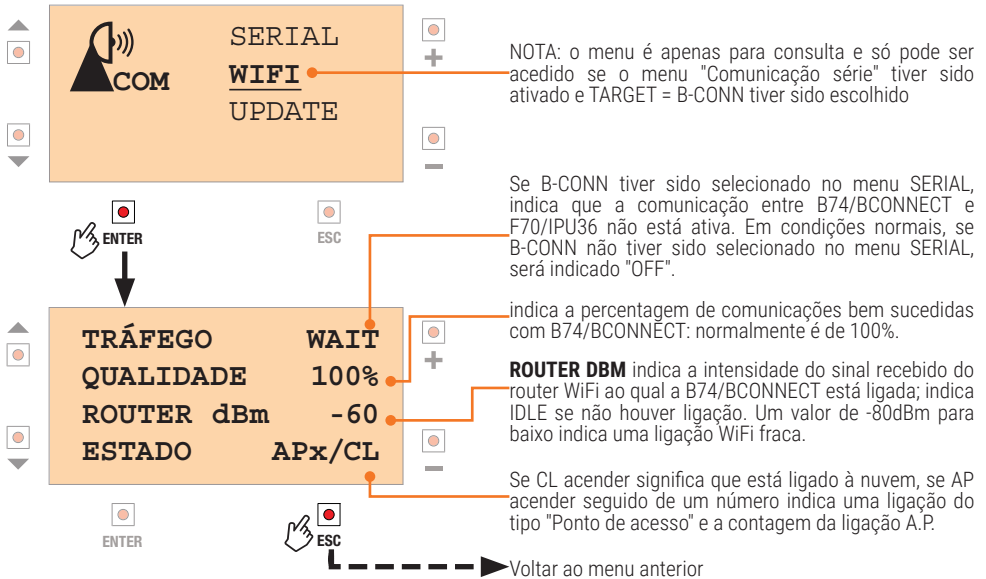 SERIAL
COM
WIFI
UPDATE
NOTA: o menu é apenas para consulta e só pode ser
acedido se o menu "Comunicação série" tiver sido
ativado e TARGET = B-CONN tiver sido escolhido
ENTER
ESC
Se B-CONN tiver sido selecionado no menu SERIAL,
indica que a comunicação entre B74/BCONNECT e
F70/IPU36 não está ativa. Em condições normais, se
B-CONN não tiver sido selecionado no menu SERIAL,
será indicado "OFF".
TRÁFEGO WAIT
QUALIDADE 100%
ROUTER dBm -60
ESTADO APx/CL
indica a percentagem de comunicações bem sucedidas
com B74/BCONNECT: normalmente é de 100%.
ROUTER DBM indica a intensidade do sinal recebido do
router WiFi ao qual a B74/BCONNECT está ligada; indica
IDLE se não houver ligação. Um valor de -80dBm para
baixo indica uma ligação WiFi fraca.
Se CL acender significa que está ligado à nuvem, se AP
acender seguido de um número indica uma ligação do
tipo "Ponto de acesso" e a contagem da ligação A.P.
ENTER
ESC
Voltar ao menu anterior